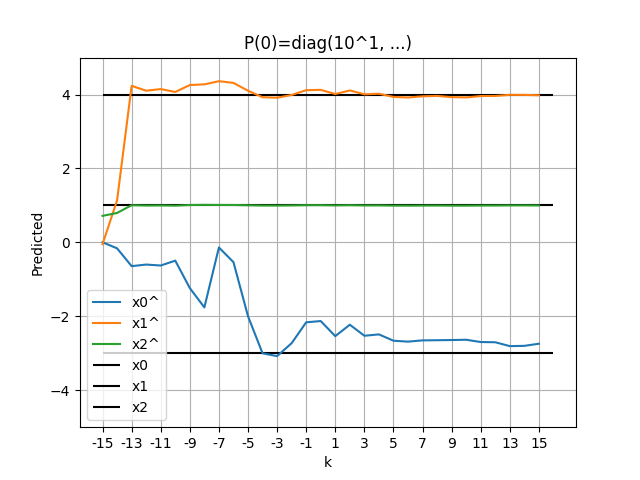 P(0)=diag(10^1, ...)
Predicted
4
2
0
−2
−4
x0^
x1^
x2^
x0
x1
x2
-15 -13 -11 -9 -7 -5 -3 -1 1 3 5 7 9 11 13 15
k